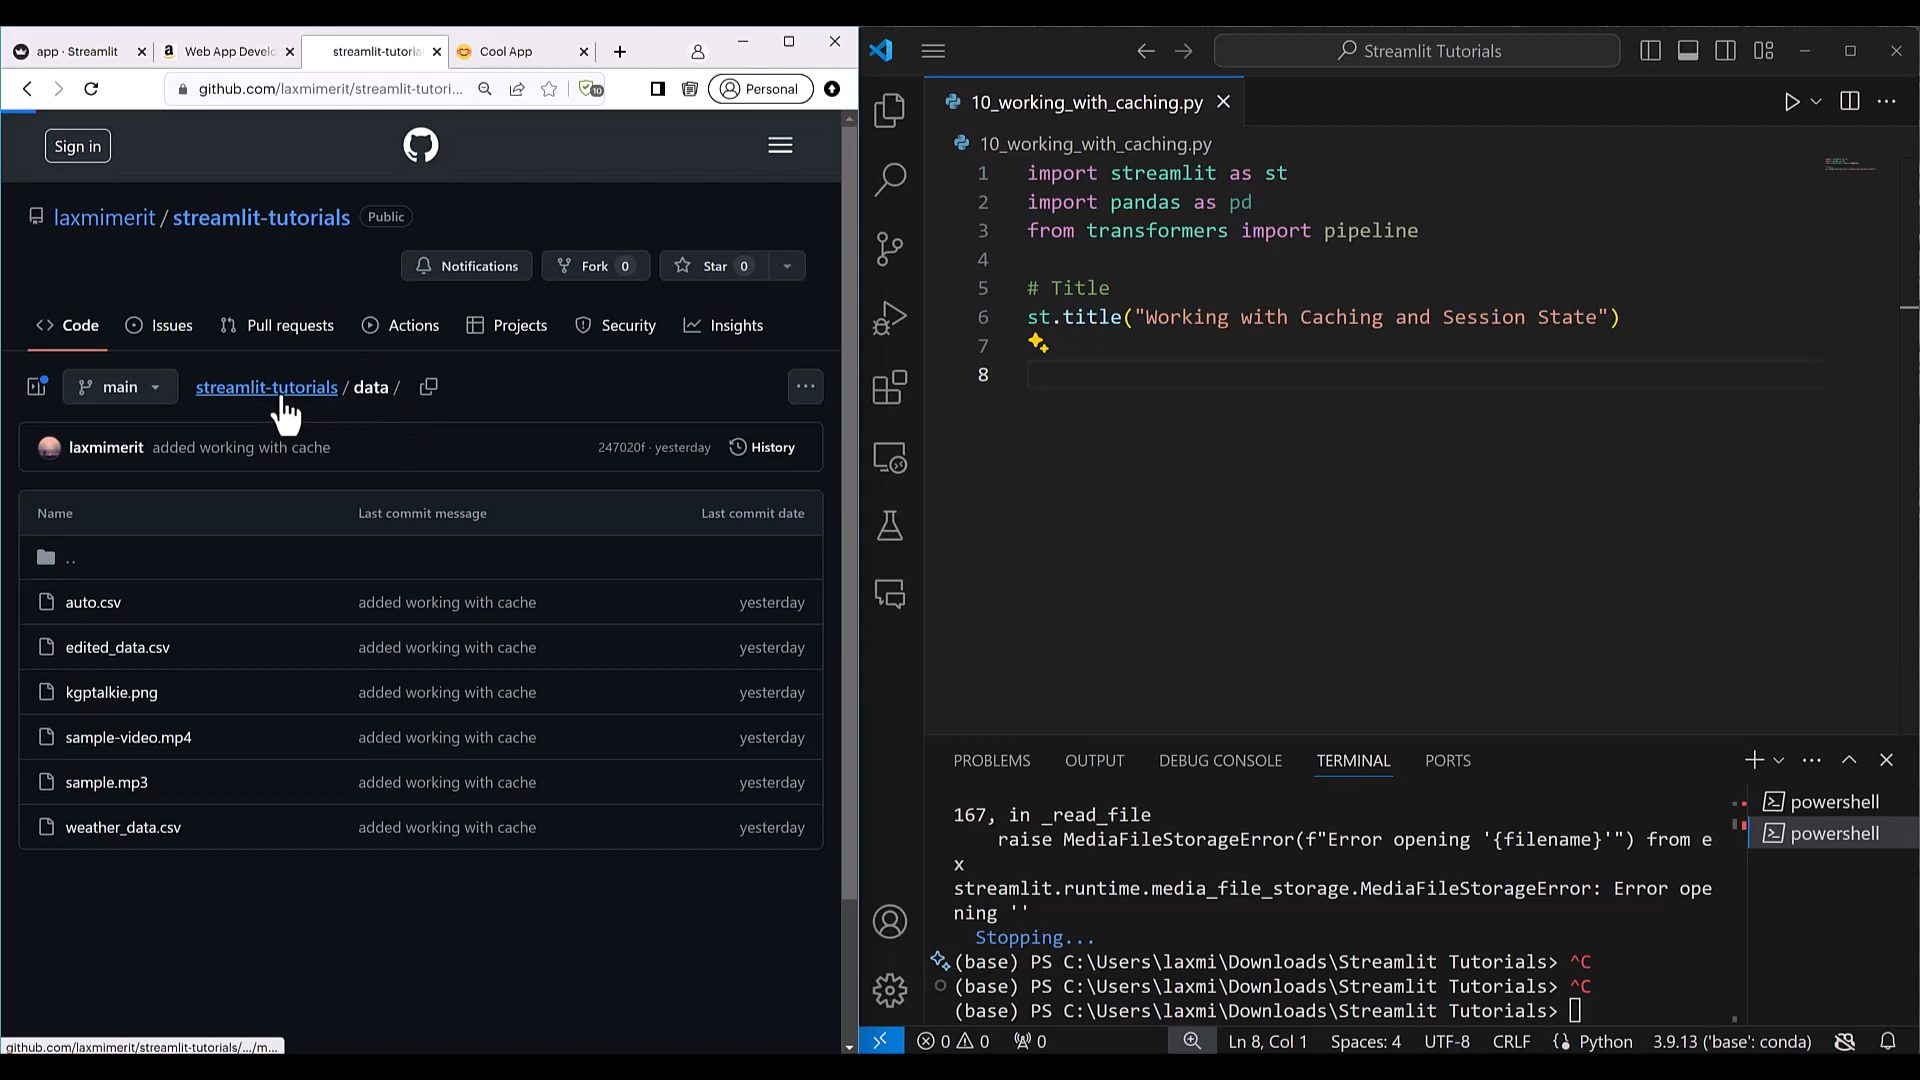 app · Streamlit
Web App Develo
streamlit-tutoria
Cool App
github.com/laxmimerit/streamlit-tutori...
10
Personal
Sign in
laxmimerit / streamlit-tutorials
Public
Notifications
Fork 0
Star 0
Code
Issues
Pull requests
Actions
Projects
Security
Insights
main
streamlit-tutorials / data /
laxmimerit added working with cache
247020f · yesterday
History
Name
Last commit message
Last commit date
..
auto.csv added working with cache yesterday
edited_data.csv added working with cache yesterday
kgptalkie.png added working with cache yesterday
sample-video.mp4 added working with cache yesterday
sample.mp3 added working with cache yesterday
weather_data.csv added working with cache yesterday
github.com/laxmimerit/streamlit-tutorials/.../m...
Streamlit Tutorials
10_working_with_caching.py
10_working_with_caching.py
1 import streamlit as st
2 import pandas as pd
3 from transformers import pipeline
4
5 # Title
6 st.title("Working with Caching and Session State")
7
8
PROBLEMS
OUTPUT
DEBUG CONSOLE
TERMINAL
PORTS
167, in _read_file
raise MediaFileStorageError(f"Error opening '{filename}'") from e
x
streamlit.runtime.media_file_storage.MediaFileStorageError: Error ope
ning ''
Stopping...
(base) PS C:\Users\laxmi\Downloads\Streamlit Tutorials> ^C
(base) PS C:\Users\laxmi\Downloads\Streamlit Tutorials> ^C
(base) PS C:\Users\laxmi\Downloads\Streamlit Tutorials>
powershell
powershell
0 0
0
Ln 8, Col 1
Spaces: 4
UTF-8
CRLF
Python
3.9.13 ('base': conda)